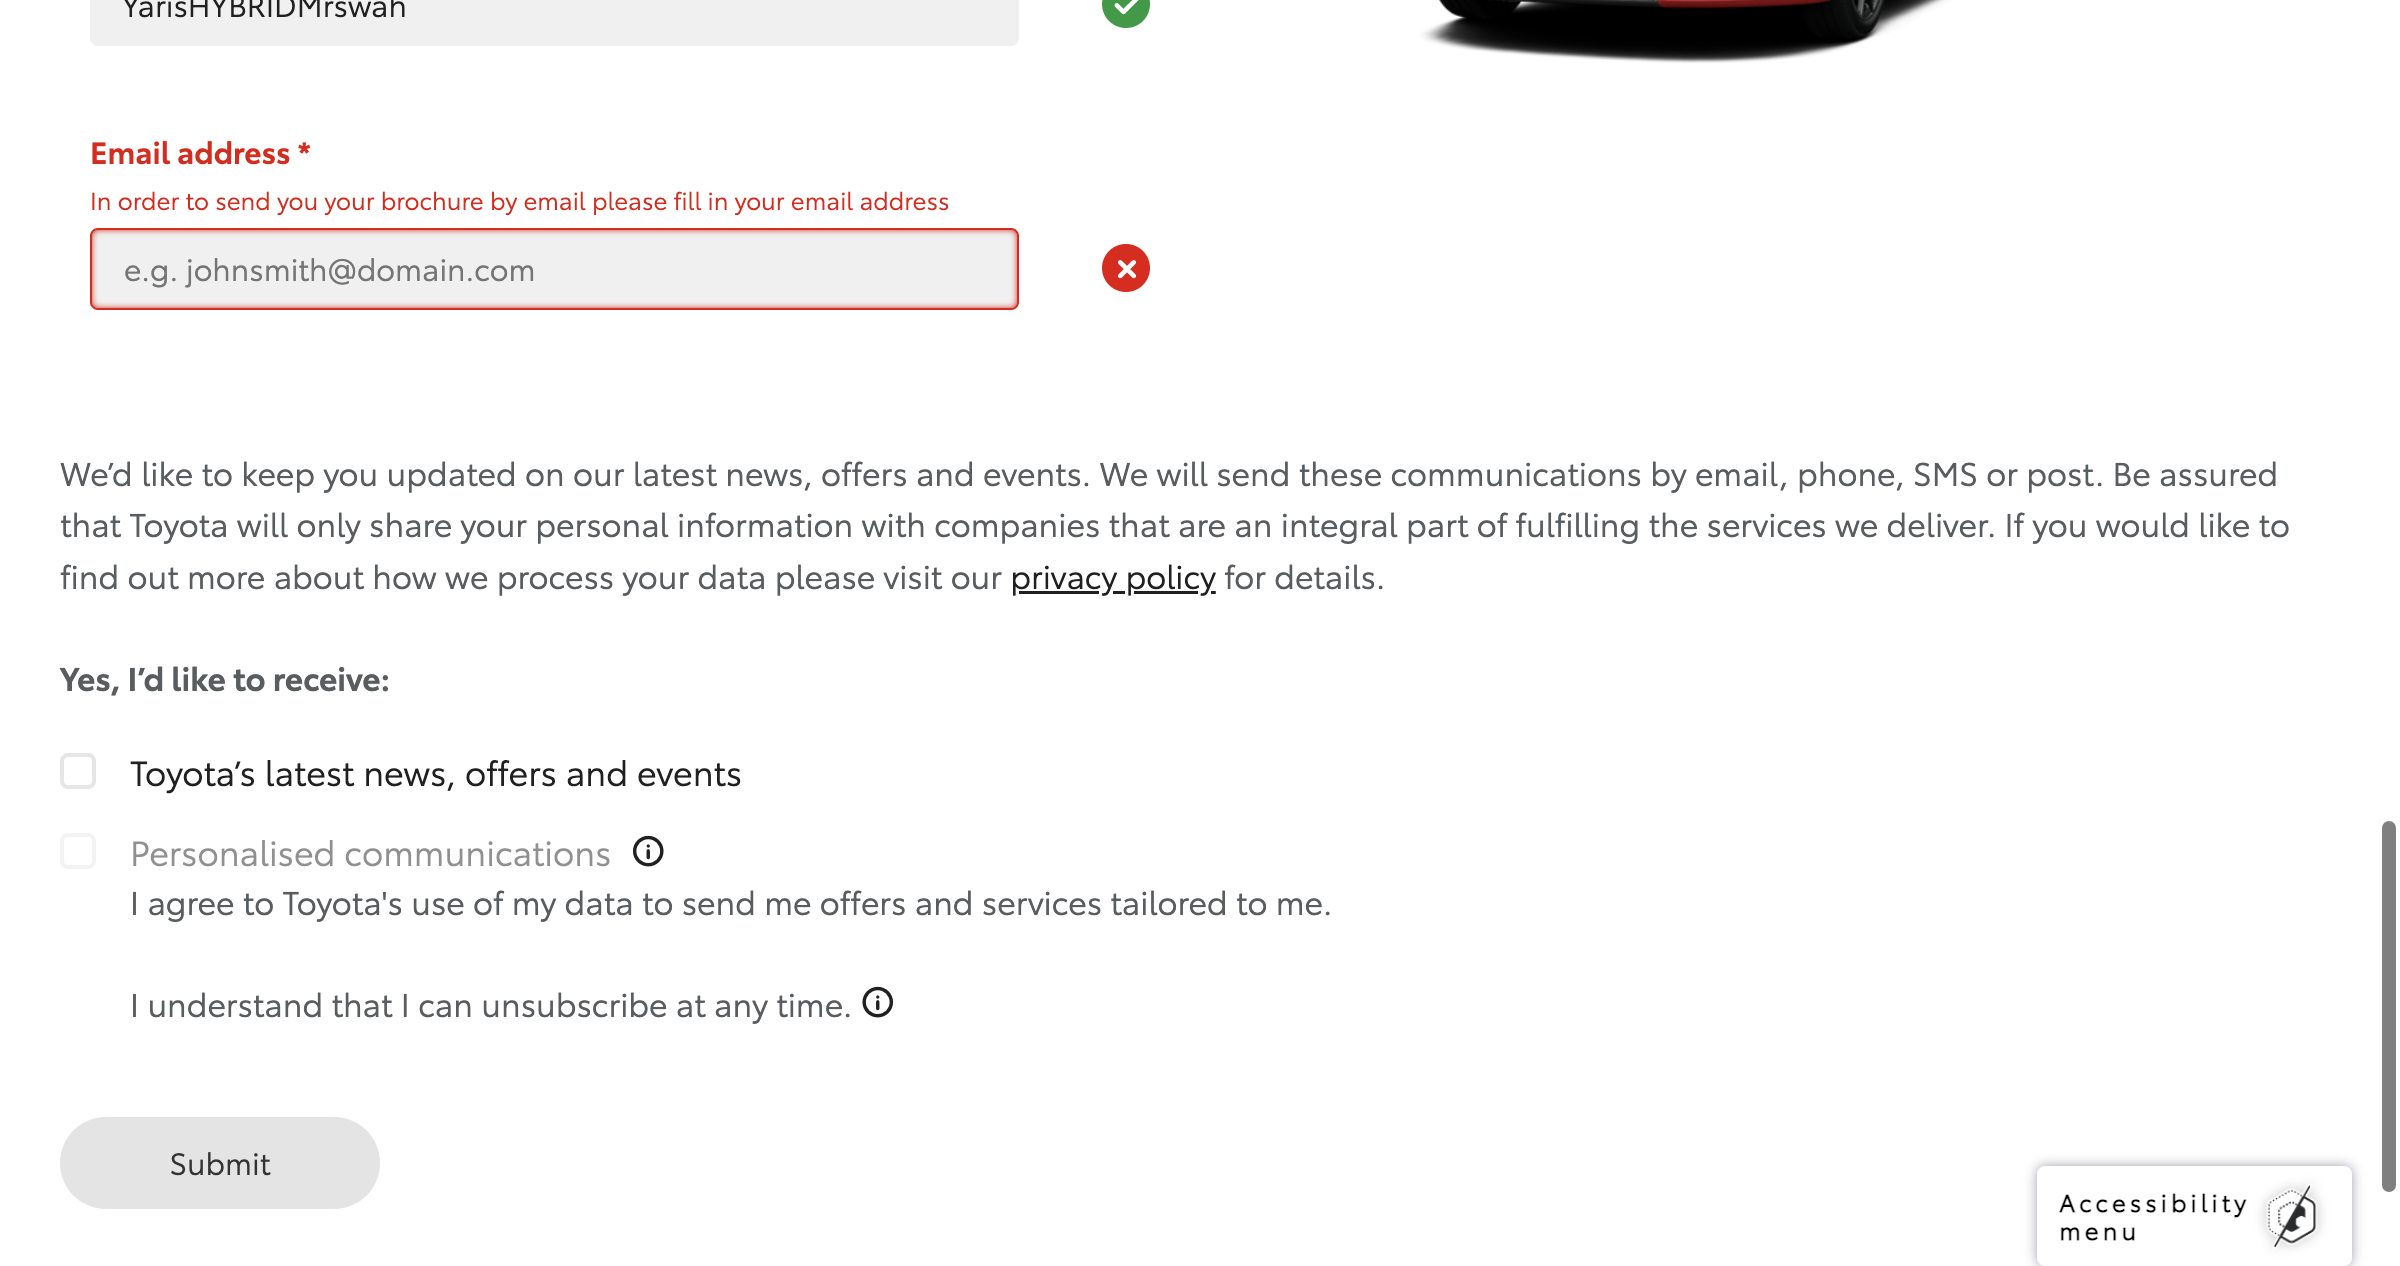 YarisHYBRIDMrswah
Email address *
In order to send you your brochure by email please fill in your email address
e.g. johnsmith@domain.com
We’d like to keep you updated on our latest news, offers and events. We will send these communications by email, phone, SMS or post. Be assured
that Toyota will only share your personal information with companies that are an integral part of fulfilling the services we deliver. If you would like to
find out more about how we process your data please visit our privacy policy for details.
Yes, I’d like to receive:
Toyota’s latest news, offers and events
Personalised communications
I agree to Toyota's use of my data to send me offers and services tailored to me.
I understand that I can unsubscribe at any time.
Submit
Accessibility
menu